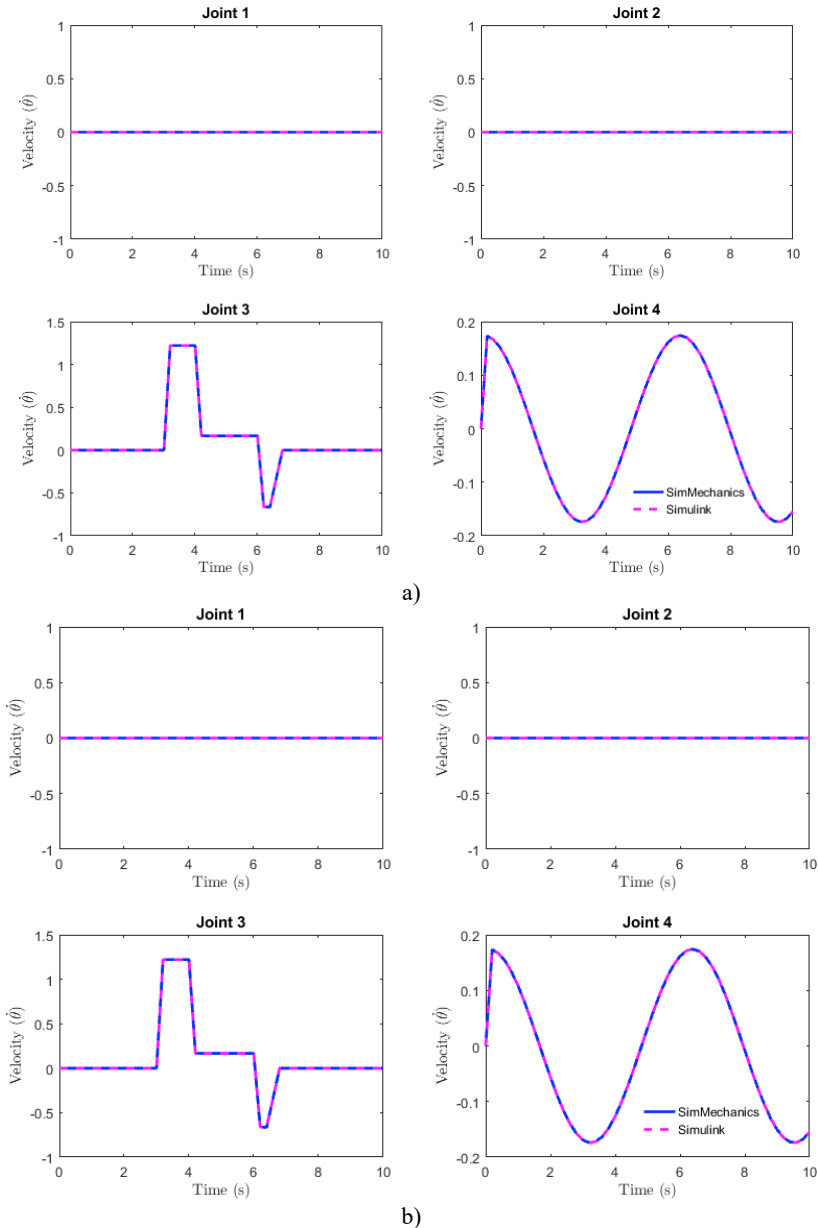 Joint 1
1
0.5
0
-0.5
-1
Velocity (θ̇)
0 2 4 6 8 10
Time (s)
Joint 2
1
0.5
0
-0.5
-1
Velocity (θ̇)
0 2 4 6 8 10
Time (s)
Joint 3
1.5
1
0.5
0
-0.5
-1
Velocity (θ̇)
0 2 4 6 8 10
Time (s)
Joint 4
0.2
0.1
0
-0.1
-0.2
Velocity (θ̇)
SimMechanics
Simulink
0 2 4 6 8 10
Time (s)
a)
Joint 1
1
0.5
0
-0.5
-1
Velocity (θ̇)
0 2 4 6 8 10
Time (s)
Joint 2
1
0.5
0
-0.5
-1
Velocity (θ̇)
0 2 4 6 8 10
Time (s)
Joint 3
1.5
1
0.5
0
-0.5
-1
Velocity (θ̇)
0 2 4 6 8 10
Time (s)
Joint 4
0.2
0.1
0
-0.1
-0.2
Velocity (θ̇)
SimMechanics
Simulink
0 2 4 6 8 10
Time (s)
b)